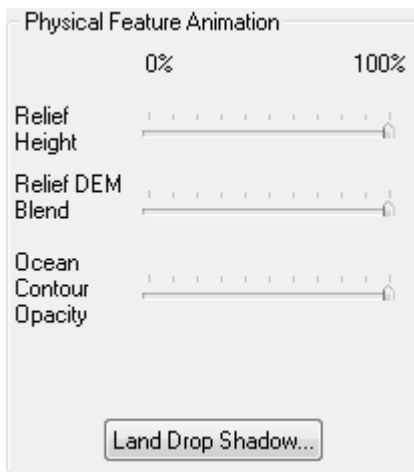 Physical Feature Animation
0% 100%
Relief
Height
Relief DEM
Blend
Ocean
Contour
Opacity
Land Drop Shadow...